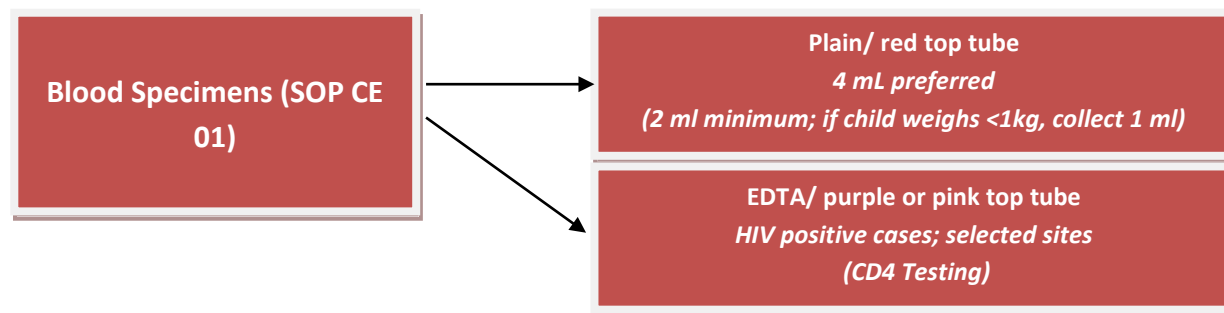 Blood Specimens (SOP CE
01)
Plain/ red top tube
4 mL preferred
(2 ml minimum; if child weighs <1kg, collect 1 ml)
EDTA/ purple or pink top tube
HIV positive cases; selected sites
(CD4 Testing)